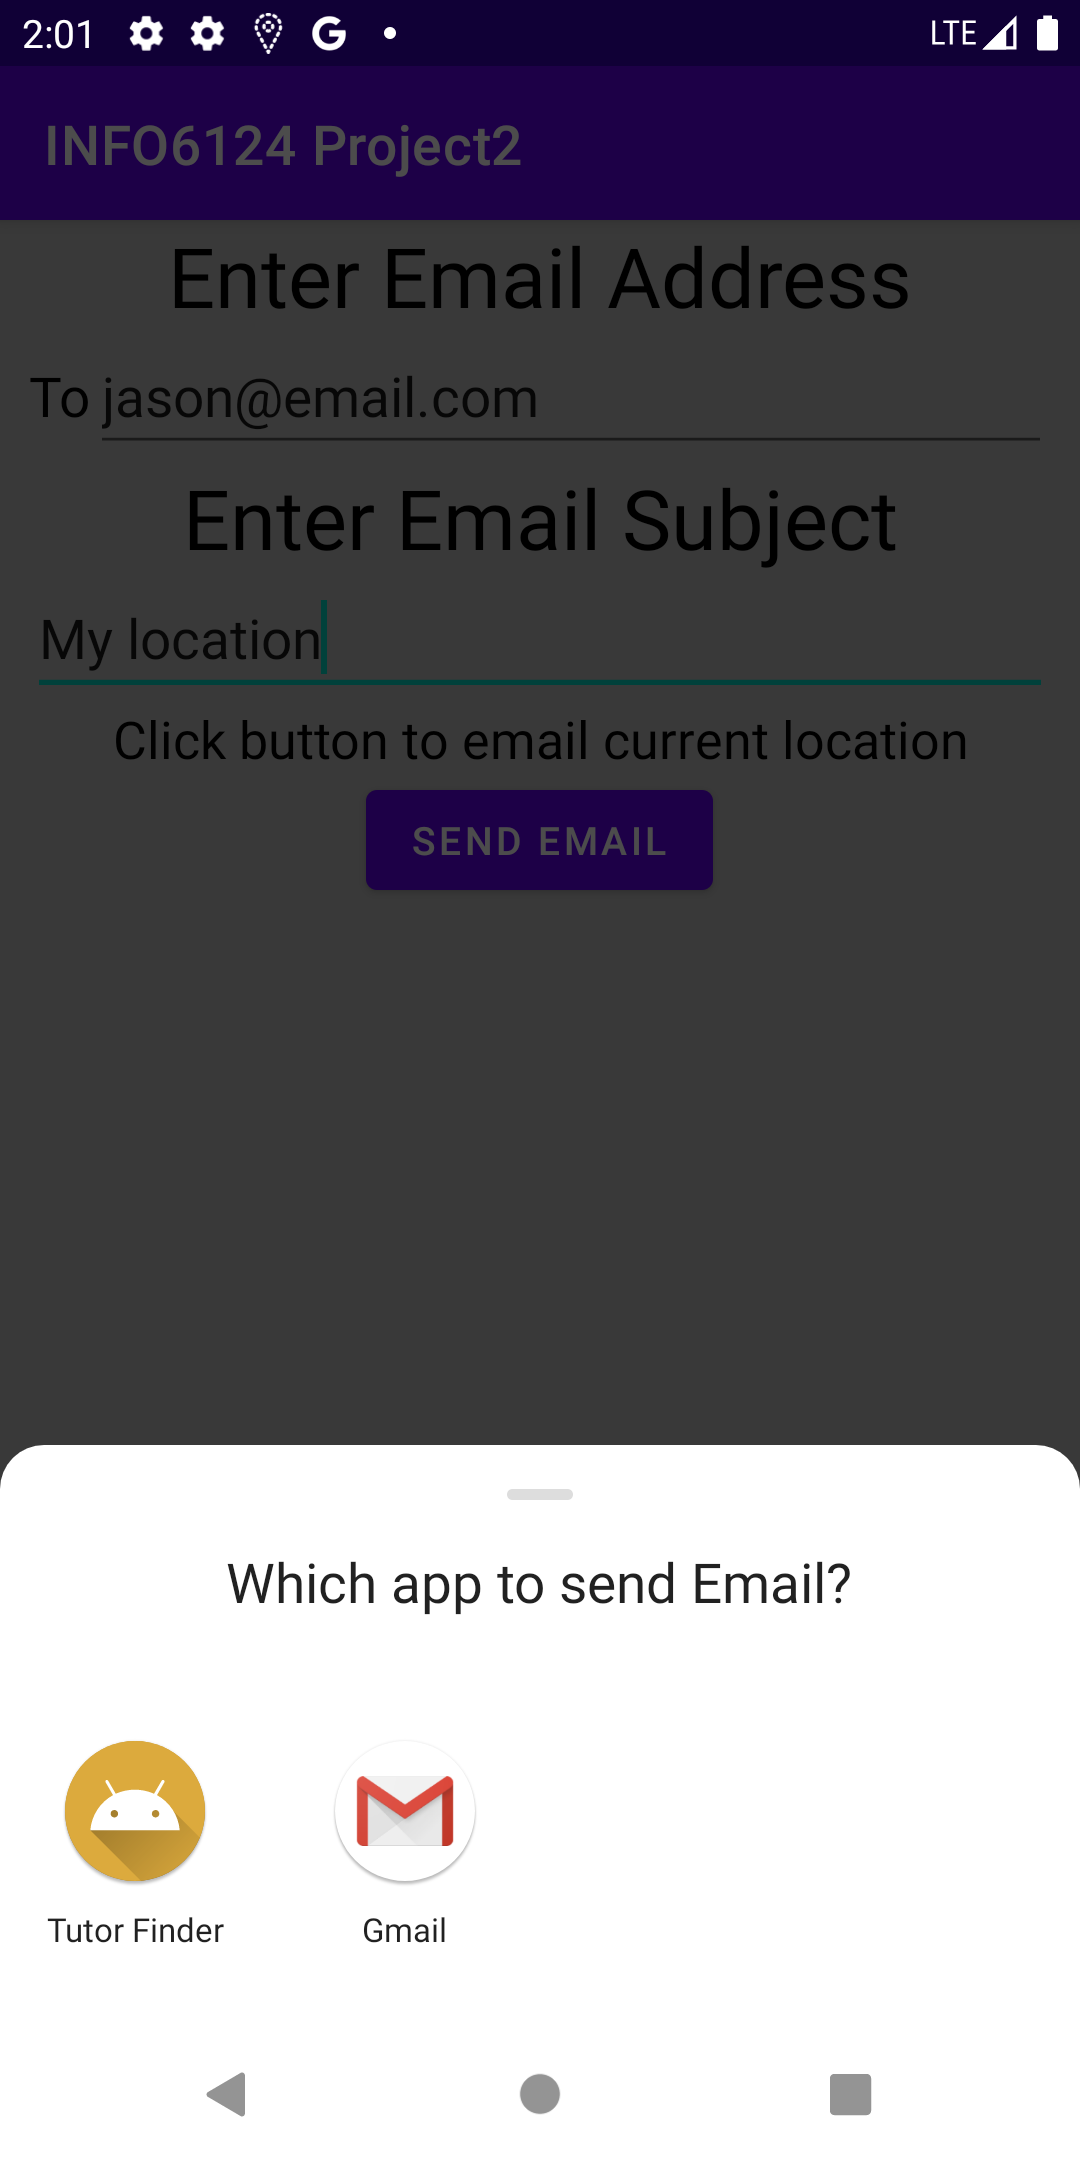 2:01
LTE
INFO6124 Project2
Enter Email Address
To jason@email.com
Enter Email Subject
My location
Click button to email current location
SEND EMAIL
Which app to send Email?
Tutor Finder
Gmail